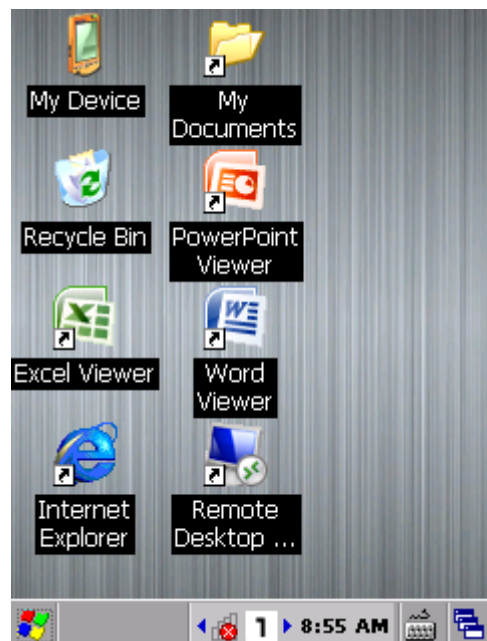 My Device
My
Documents
Recycle Bin
PowerPoint
Viewer
Excel Viewer
Word
Viewer
Internet
Explorer
Remote
Desktop ...
1
8:55 AM